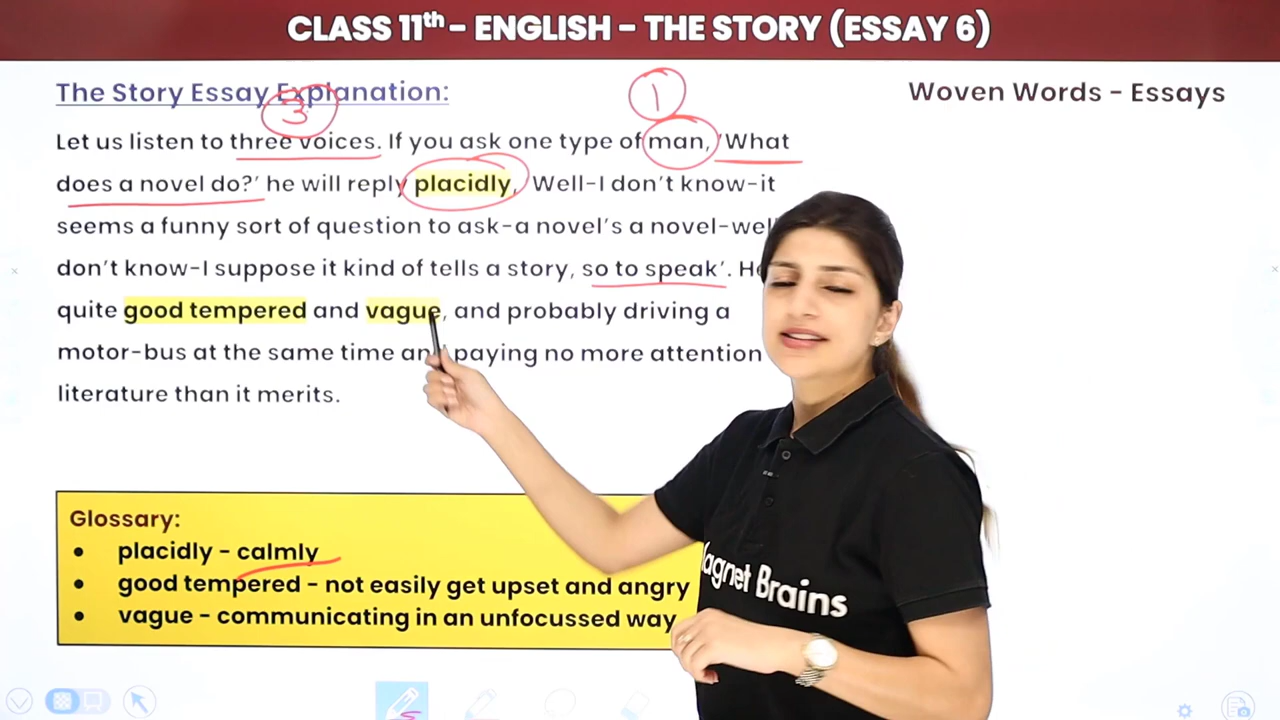 CLASS 11th - ENGLISH - THE STORY (ESSAY 6)
The Story Essay Explanation:
Woven Words - Essays
3
1
Let us listen to three voices. If you ask one type of man, 'What
does a novel do?' he will reply placidly, Well-I don't know-it
seems a funny sort of question to ask-a novel's a novel-wel
don't know-I suppose it kind of tells a story, so to speak'. H
quite good tempered and vague, and probably driving a
motor-bus at the same time and paying no more attention
literature than it merits.
Glossary:
• placidly - calmly
• good tempered - not easily get upset and angry
• vague - communicating in an unfocussed way
Magnet Brains